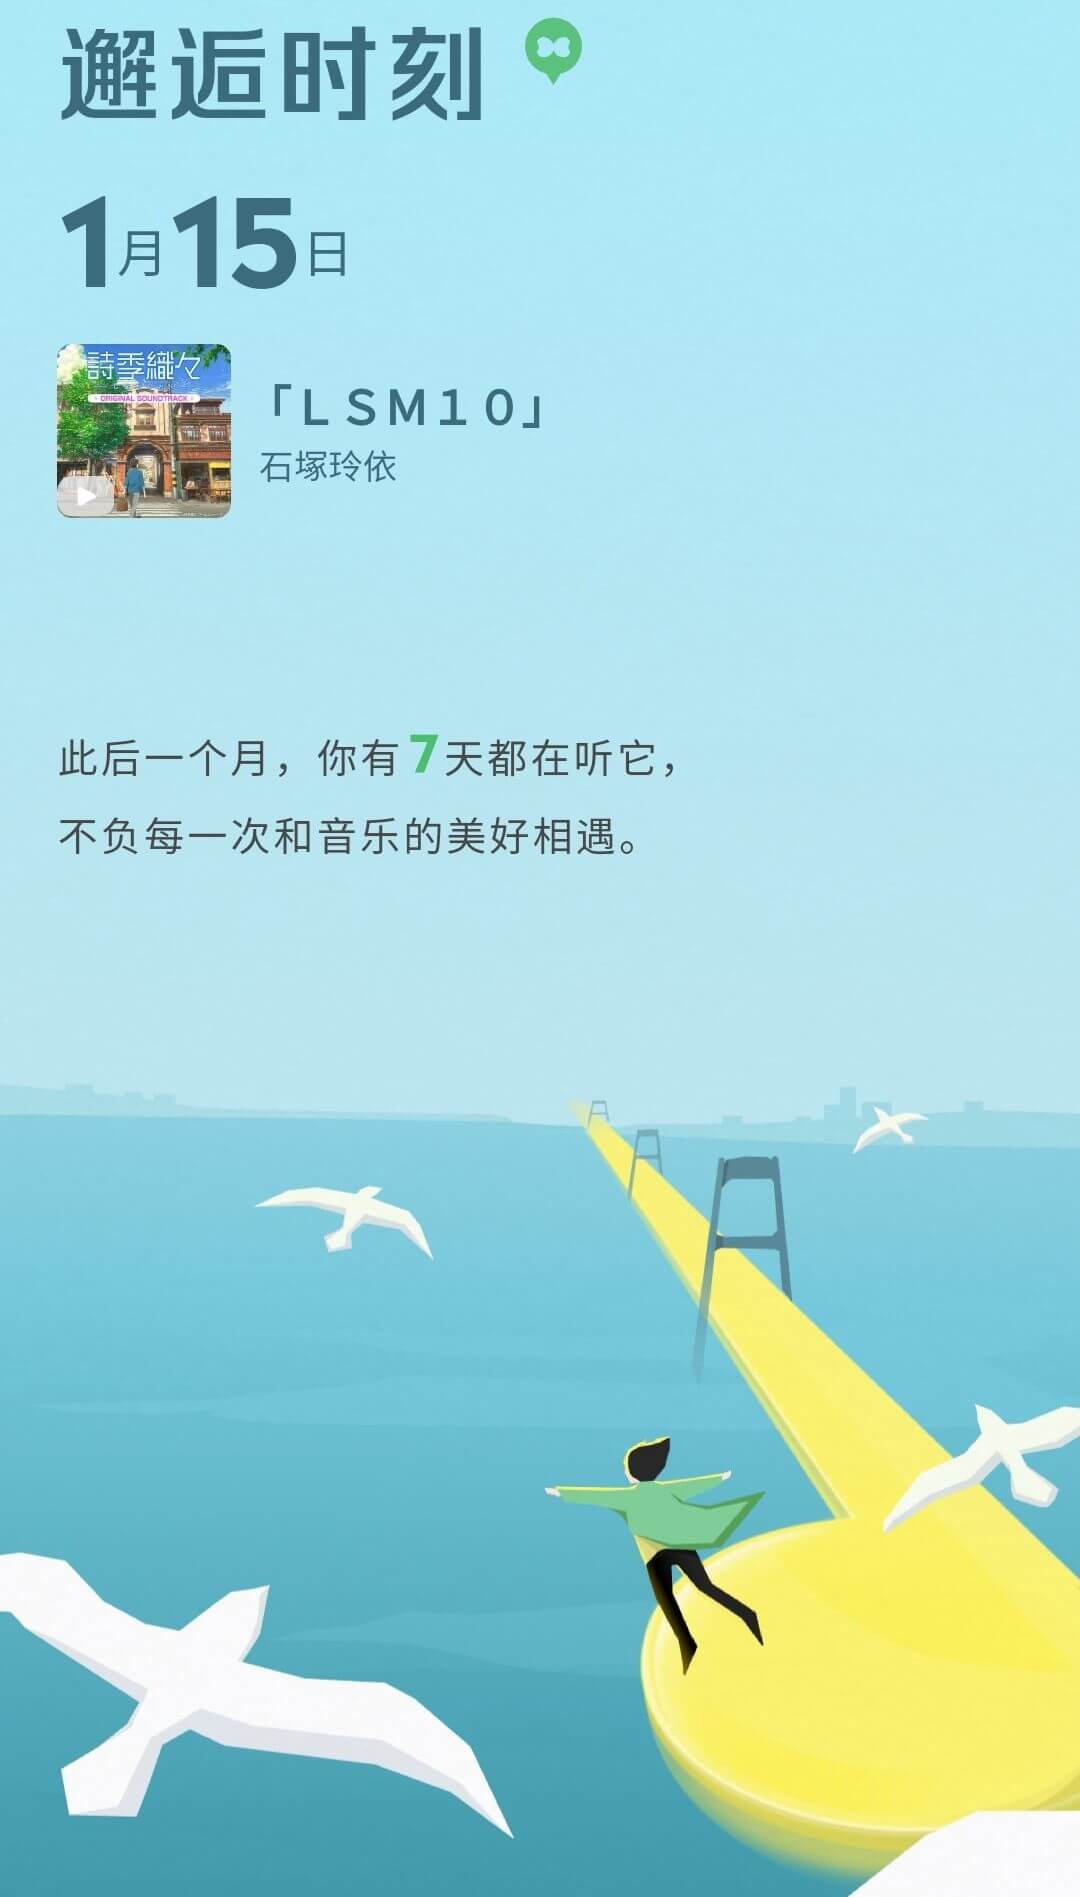 邂逅时刻
1月15日
詩季織々
ORIGINAL SOUNDTRACK
「ＬＳＭ１０」
石塚玲依
此后一个月，你有7天都在听它，
不负每一次和音乐的美好相遇。